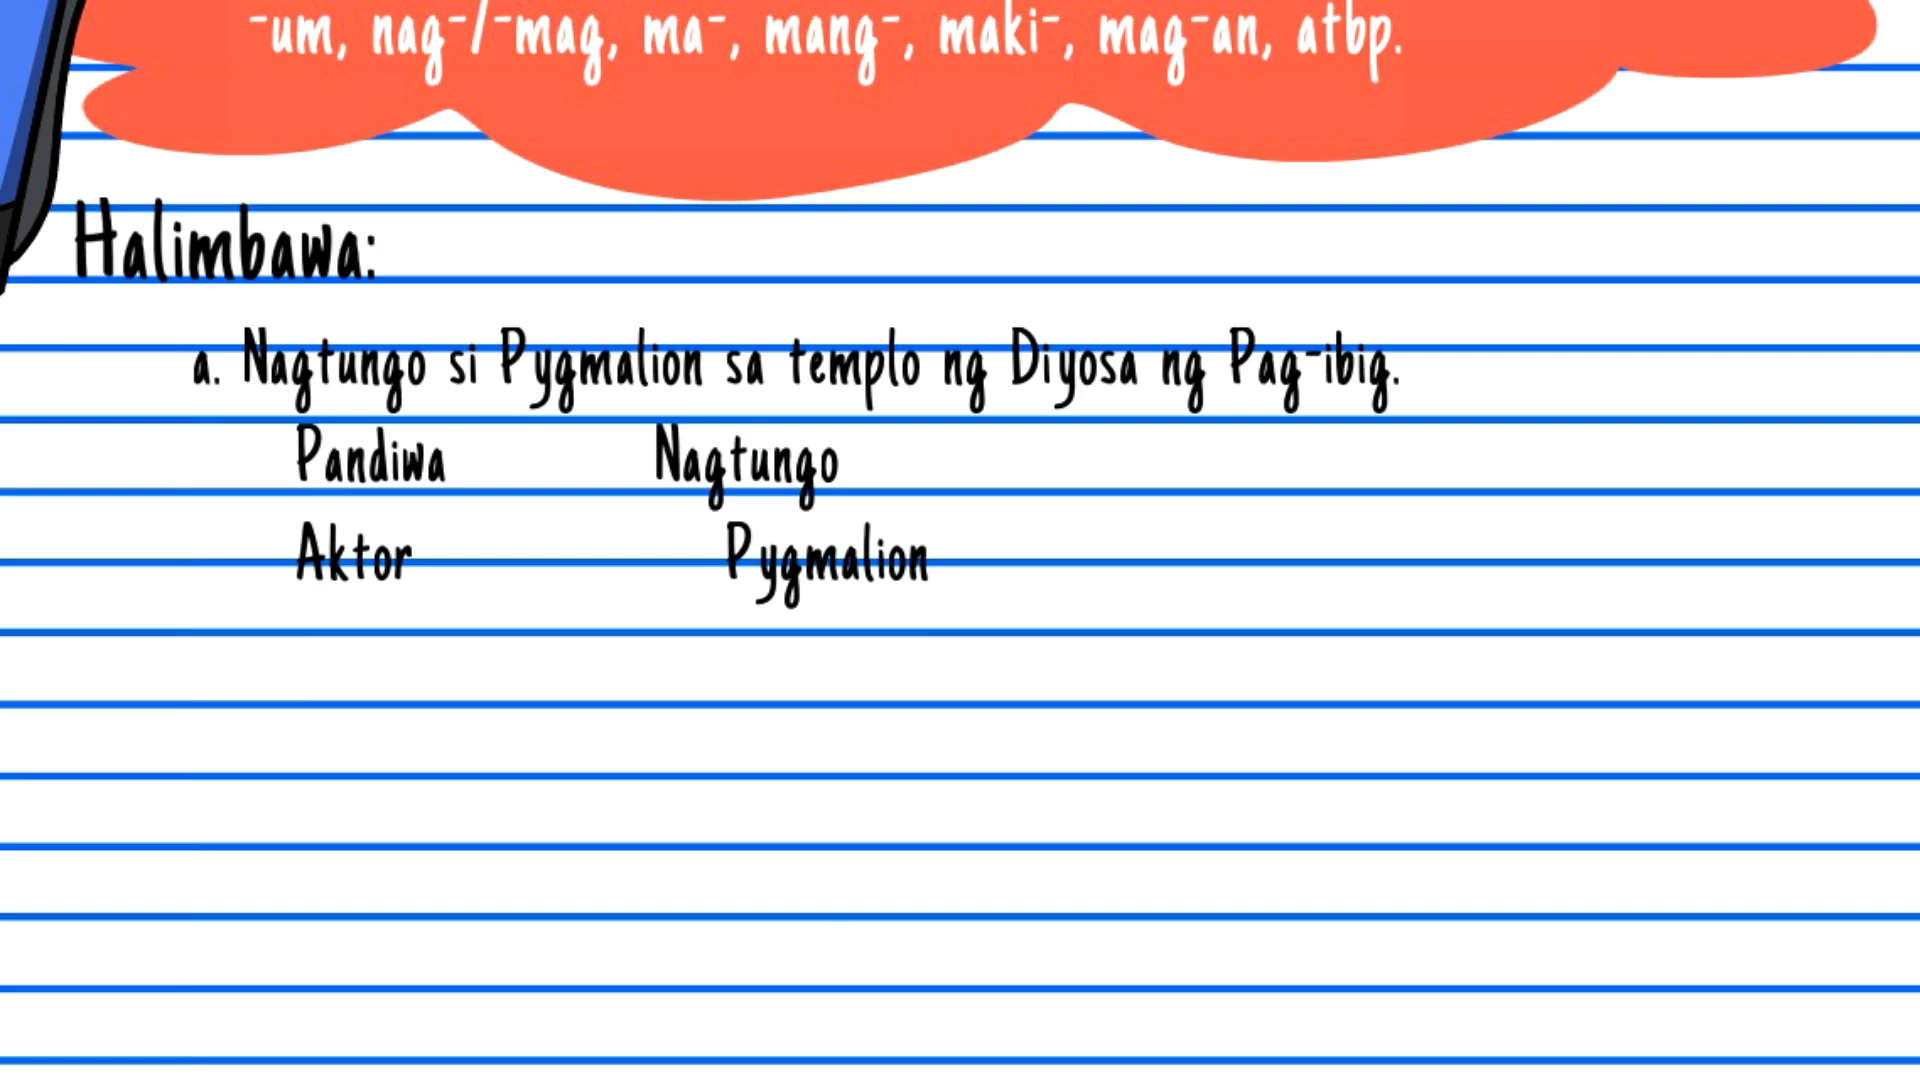 -um, nag-/-mag, ma-, mang-, maki-, mag-an, atbp.
Halimbawa:
a. Nagtungo si Pygmalion sa templo ng Diyosa ng Pag-ibig.
Pandiwa Nagtungo
Aktor Pygmalion